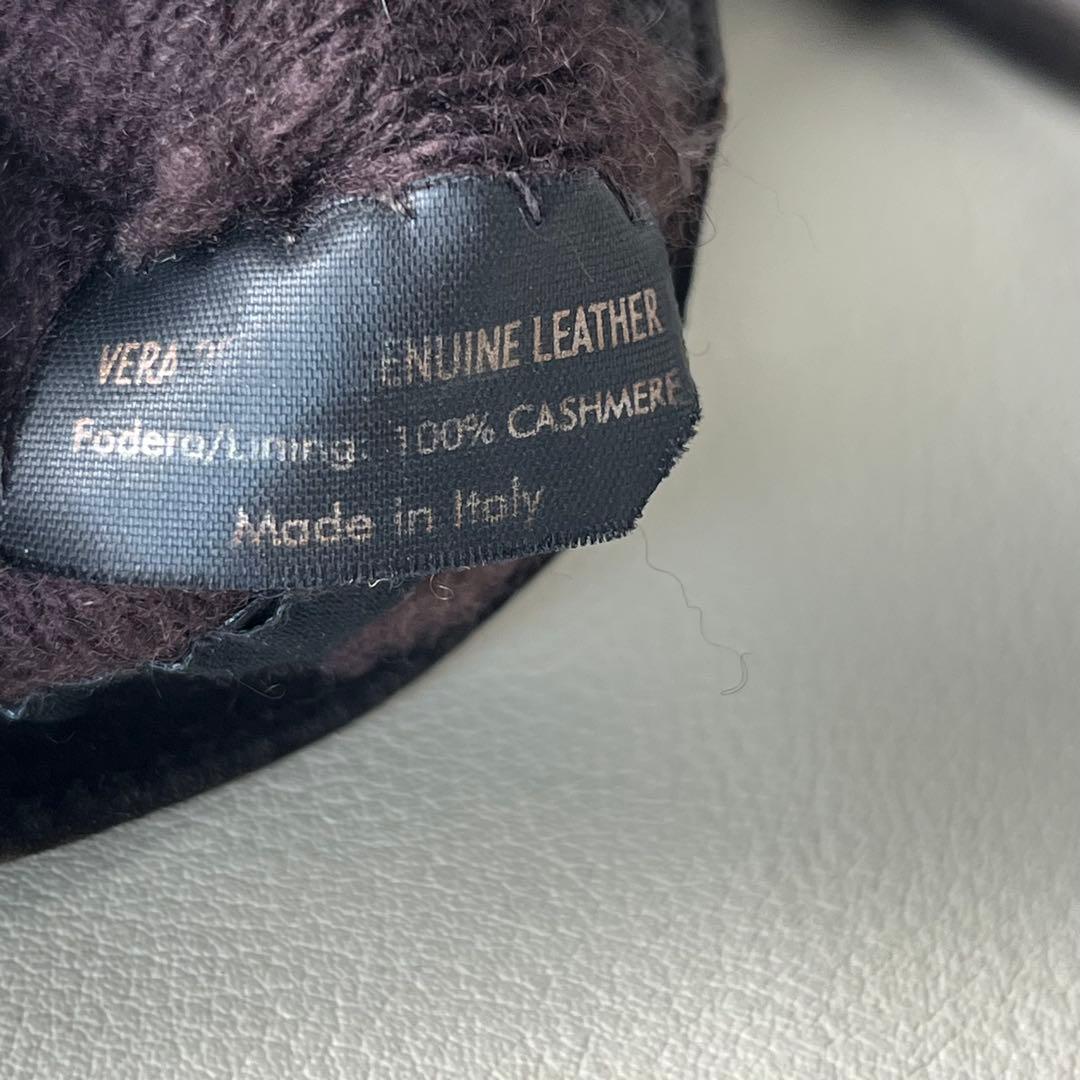 VERA ENUINE LEATHER
Fodera/Lining: 100% CASHMERE
Made in Italy